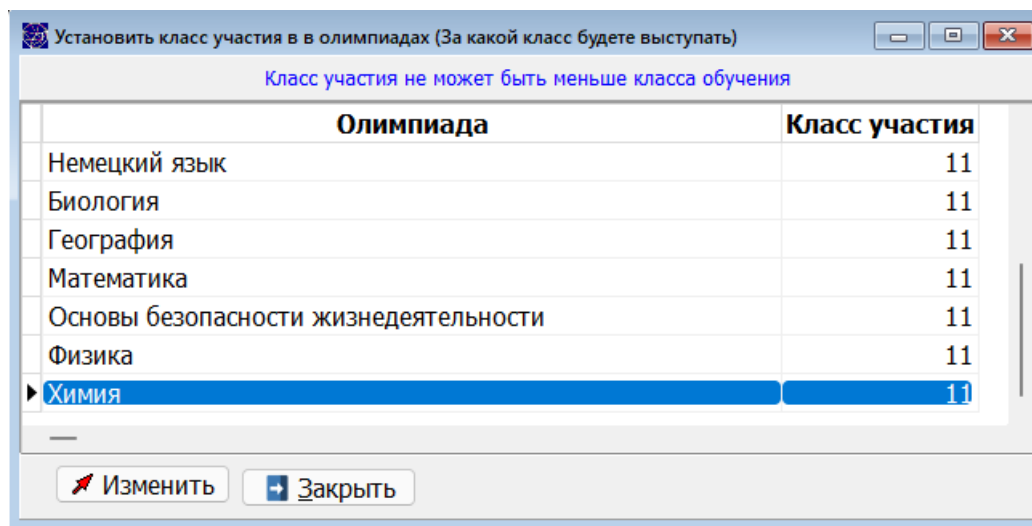 Установить класс участия в в олимпиадах (За какой класс будете выступать)
Класс участия не может быть меньше класса обучения
Олимпиада Класс участия
Немецкий язык 11
Биология 11
География 11
Математика 11
Основы безопасности жизнедеятельности 11
Физика 11
Химия 11
Изменить Закрыть